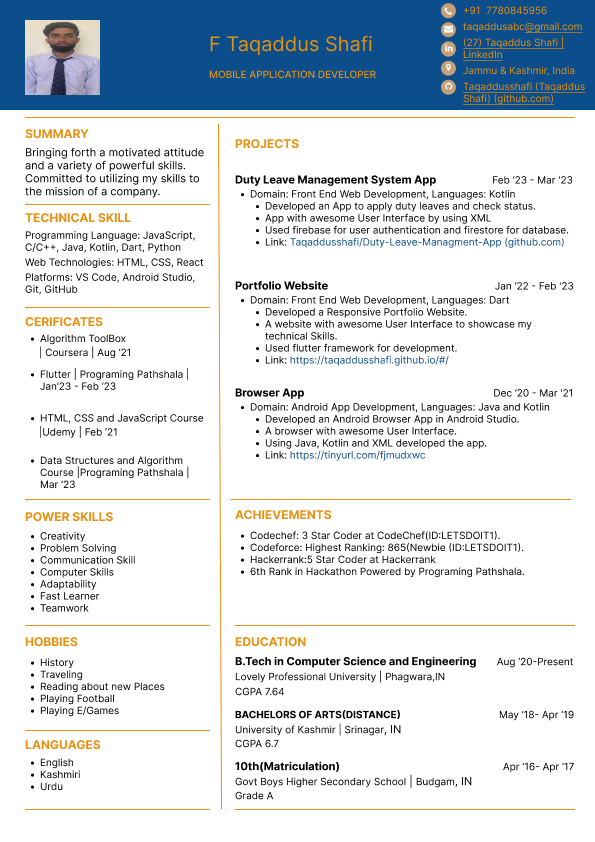 F Taqaddus Shafi
MOBILE APPLICATION DEVELOPER
+91 7780845956
taqaddusabc@gmail.com
(27) Taqaddus Shafi |
LinkedIn
Jammu & Kashmir, India
Taqaddusshafi (Taqaddus
Shafi) (github.com)
SUMMARY
Bringing forth a motivated attitude
and a variety of powerful skills.
Committed to utilizing my skills to
the mission of a company.
TECHNICAL SKILL
Programming Language: JavaScript,
C/C++, Java, Kotlin, Dart, Python
Web Technologies: HTML, CSS, React
Platforms: VS Code, Android Studio,
Git, GitHub
CERIFICATES
• Algorithm ToolBox
| Coursera | Aug '21
• Flutter | Programing Pathshala |
Jan'23 - Feb '23
• HTML, CSS and JavaScript Course
|Udemy | Feb '21
• Data Structures and Algorithm
Course |Programing Pathshala |
Mar '23
POWER SKILLS
• Creativity
• Problem Solving
• Communication Skill
• Computer Skills
• Adaptability
• Fast Learner
• Teamwork
HOBBIES
• History
• Traveling
• Reading about new Places
• Playing Football
• Playing E/Games
LANGUAGES
• English
• Kashmiri
• Urdu
PROJECTS
Duty Leave Management System App Feb '23 - Mar '23
• Domain: Front End Web Development, Languages: Kotlin
• Developed an App to apply duty leaves and check status.
• App with awesome User Interface by using XML
• Used firebase for user authentication and firestore for database.
• Link: Taqaddusshafi/Duty-Leave-Managment-App (github.com)
Portfolio Website Jan '22 - Feb '23
• Domain: Front End Web Development, Languages: Dart
• Developed a Responsive Portfolio Website.
• A website with awesome User Interface to showcase my
technical Skills.
• Used flutter framework for development.
• Link: https://taqaddusshafi.github.io/#/
Browser App Dec '20 - Mar '21
• Domain: Android App Development, Languages: Java and Kotlin
• Developed an Android Browser App in Android Studio.
• A browser with awesome User Interface.
• Using Java, Kotlin and XML developed the app.
• Link: https://tinyurl.com/fjmudxwc
ACHIEVEMENTS
• Codechef: 3 Star Coder at CodeChef(ID:LETSDOIT1).
• Codeforce: Highest Ranking: 865(Newbie (ID:LETSDOIT1).
• Hackerrank:5 Star Coder at Hackerrank
• 6th Rank in Hackathon Powered by Programing Pathshala.
EDUCATION
B.Tech in Computer Science and Engineering Aug '20-Present
Lovely Professional University | Phagwara,IN
CGPA 7.64
BACHELORS OF ARTS(DISTANCE) May '18- Apr '19
University of Kashmir | Srinagar, IN
CGPA 6.7
10th(Matriculation) Apr '16- Apr '17
Govt Boys Higher Secondary School | Budgam, IN
Grade A